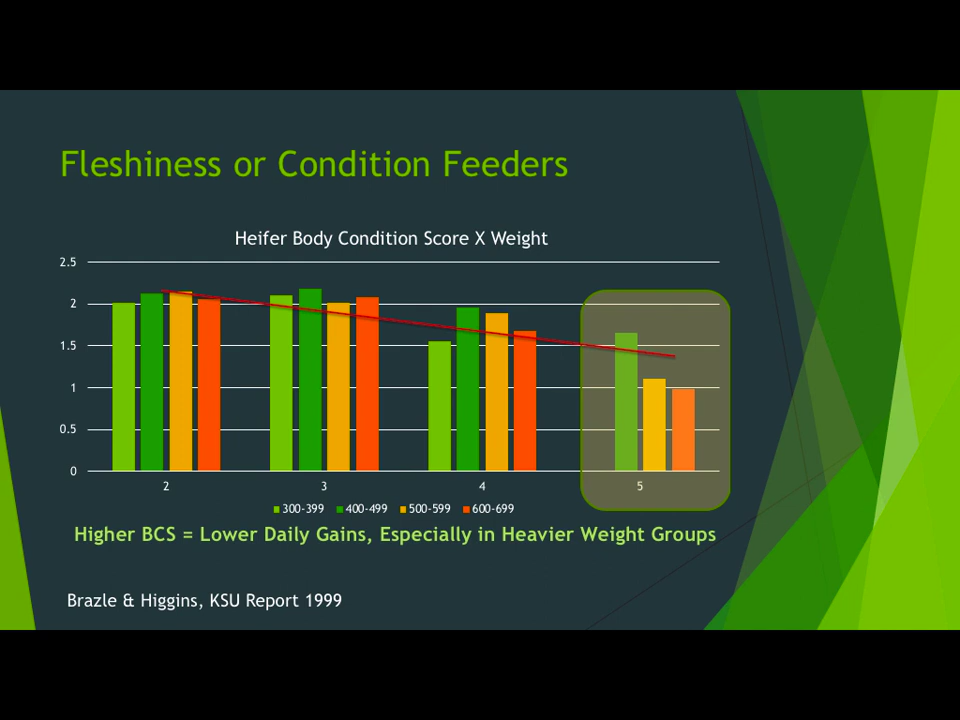 Fleshiness or Condition Feeders
Heifer Body Condition Score X Weight
2.5
2
1.5
1
0.5
0
2 3 4 5
300-399 400-499 500-599 600-699
Higher BCS = Lower Daily Gains, Especially in Heavier Weight Groups
Brazle & Higgins, KSU Report 1999